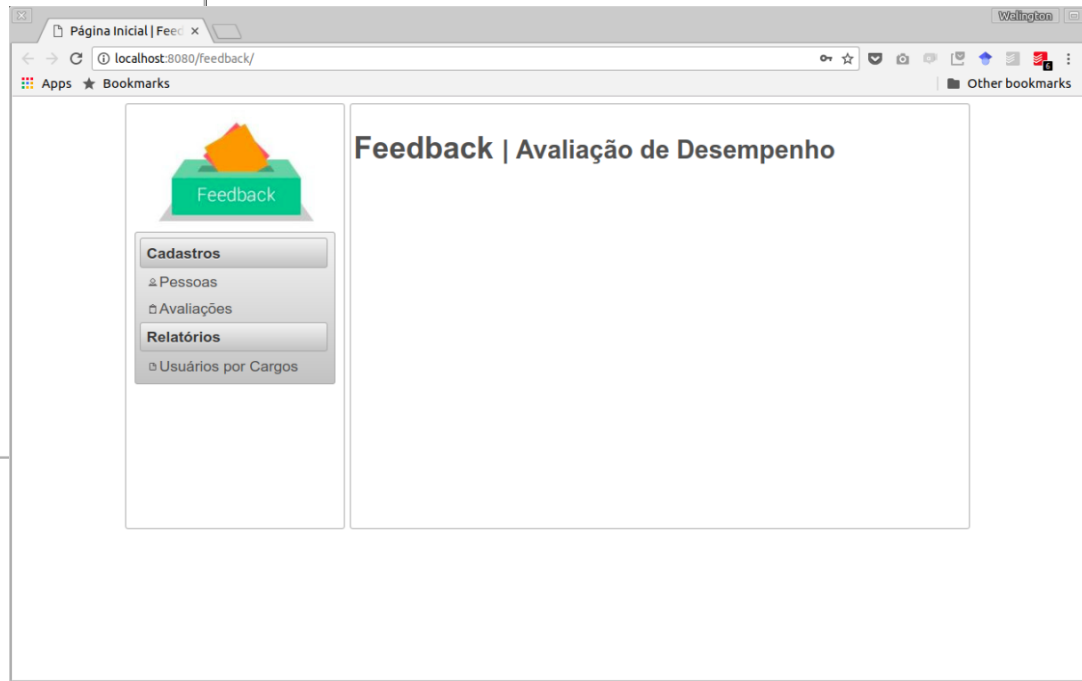 Welington
Página Inicial | Feed
localhost:8080/feedback/
6
Apps Bookmarks Other bookmarks
Feedback
Feedback | Avaliação de Desempenho
Cadastros
Pessoas
Avaliações
Relatórios
Usuários por Cargos